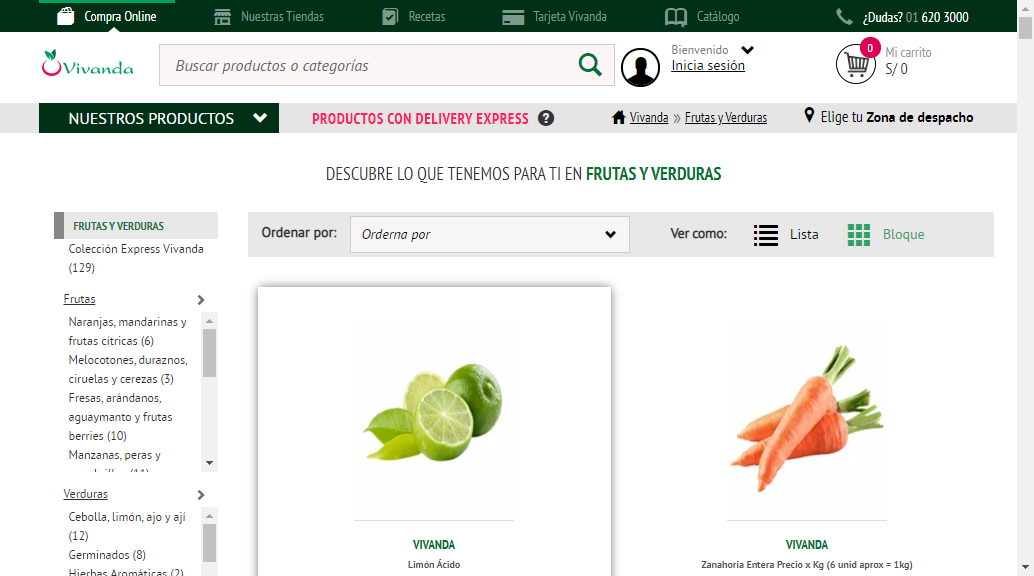 Compra Online
Nuestras Tiendas
Recetas
Tarjeta Vivanda
Catálogo
¿Dudas? 01 620 3000
Vivanda
Buscar productos o categorías
Bienvenido
Inicia sesión
0
Mi carrito
S/ 0
NUESTROS PRODUCTOS
PRODUCTOS CON DELIVERY EXPRESS ?
Vivanda » Frutas y Verduras
Elige tu Zona de despacho
DESCUBRE LO QUE TENEMOS PARA TI EN FRUTAS Y VERDURAS
FRUTAS Y VERDURAS
Colección Express Vivanda
(129)
Frutas
Naranjas, mandarinas y
frutas cítricas (6)
Melocotones, duraznos,
ciruelas y cerezas (3)
Fresas, arándanos,
aguaymanto y frutas
berries (10)
Manzanas, peras y
Verduras
Cebolla, limón, ajo y ají
(12)
Germinados (8)
Hierbas Aromáticas (2)
Ordenar por:
Orderna por
Ver como:
Lista
Bloque
VIVANDA
Limón Ácido
VIVANDA
Zanahoria Entera Precio x Kg (6 unid aprox = 1kg)